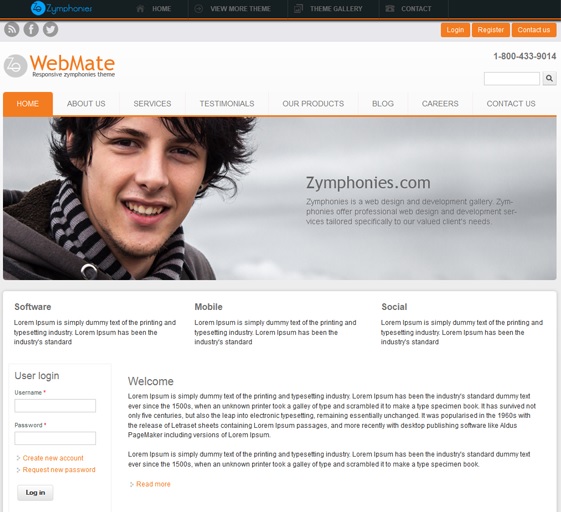 Zymphonies HOME VIEW MORE THEME THEME GALLERY CONTACT
Login Register Contact us
1-800-433-9014
WebMate
Responsive zymphonies theme
HOME ABOUT US SERVICES TESTIMONIALS OUR PRODUCTS BLOG CAREERS CONTACT US
Zymphonies.com
Zymphonies is a web design and development gallery. Zym-
phonies offer professional web design and development ser-
vices tailored specifically to our valued client's needs.
Software
Lorem Ipsum is simply dummy text of the printing and
typesetting industry. Lorem Ipsum has been the
industry's standard
Mobile
Lorem Ipsum is simply dummy text of the printing and
typesetting industry. Lorem Ipsum has been the
industry's standard
Social
Lorem Ipsum is simply dummy text of the printing and
typesetting industry. Lorem Ipsum has been the
industry's standard
User login
Username *
Password *
Create new account
Request new password
Log in
Welcome
Lorem Ipsum is simply dummy text of the printing and typesetting industry. Lorem Ipsum has been the industry's standard dummy text
ever since the 1500s, when an unknown printer took a galley of type and scrambled it to make a type specimen book. It has survived not
only five centuries, but also the leap into electronic typesetting, remaining essentially unchanged. It was popularised in the 1960s with
the release of Letraset sheets containing Lorem Ipsum passages, and more recently with desktop publishing software like Aldus
PageMaker including versions of Lorem Ipsum.
Lorem Ipsum is simply dummy text of the printing and typesetting industry. Lorem Ipsum has been the industry's standard dummy text
ever since the 1500s, when an unknown printer took a galley of type and scrambled it to make a type specimen book.
Read more